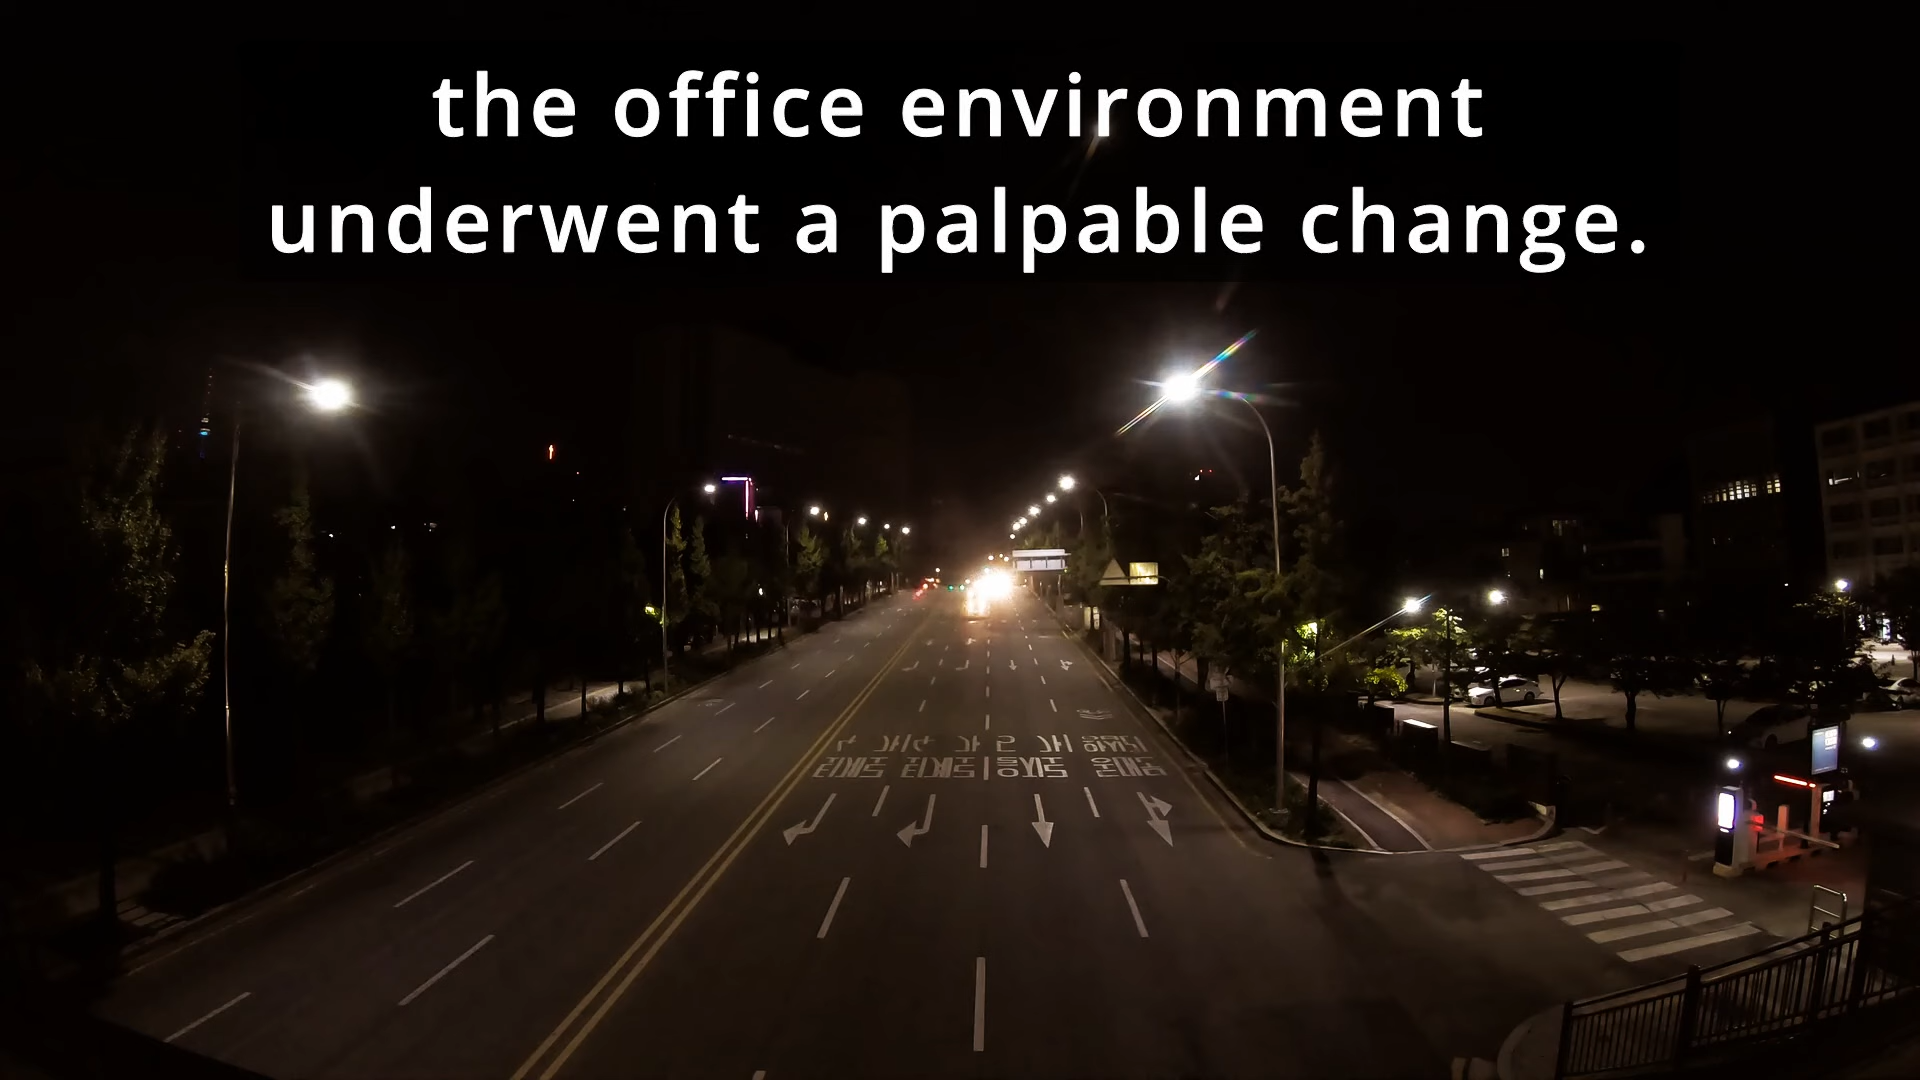 the office environment
underwent a palpable change.